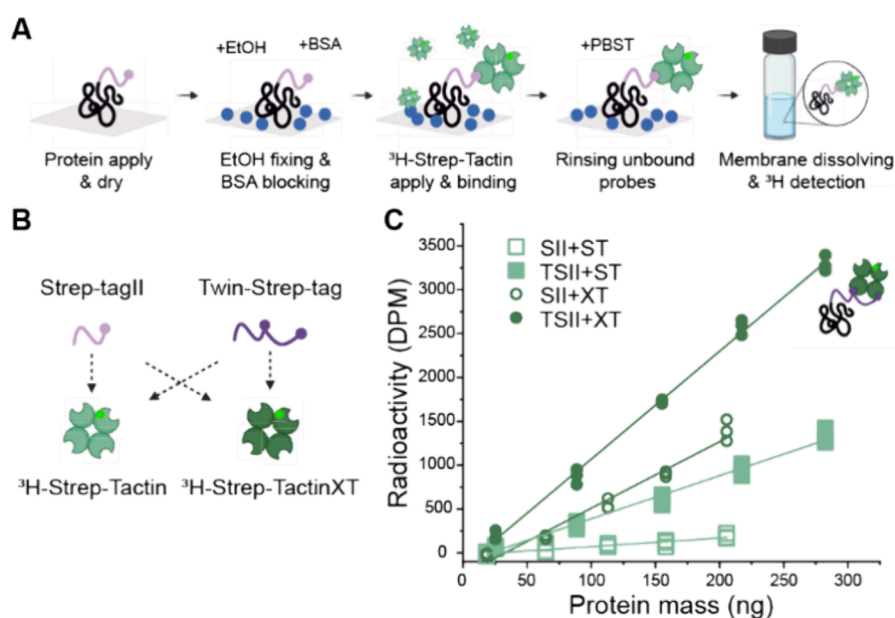 A
+EtOH +BSA
+PBST
Protein apply
& dry
EtOH fixing &
BSA blocking
³H-Strep-Tactin
apply & binding
Rinsing unbound
probes
Membrane dissolving
& ³H detection
B
Strep-tagII
Twin-Strep-tag
³H-Strep-Tactin
³H-Strep-TactinXT
C
Radioactivity (DPM)
3500
3000
2500
2000
1500
1000
500
0
SII+ST
TSII+ST
SII+XT
TSII+XT
0 50 100 150 200 250 300
Protein mass (ng)